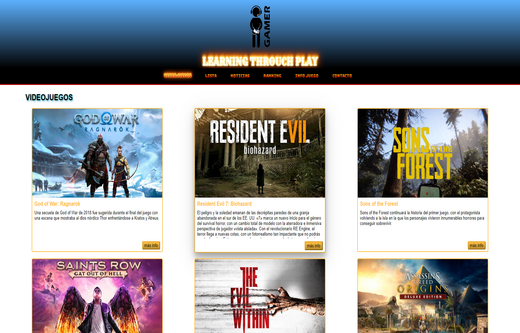 GAMER
LEARNING THROUCH PLAY
VIDEOJUEGOS
LISTA
NOTICIAS
RANKING
INFOJUEGO
CONTACTO
VIDEOJUEGOS
GOD OF WAR
RAGNARÖK
God of War: Ragnarök
Una secuela de God of War de 2018 fue sugerida durante el final del juego con
una escena que mostraba al dios nórdico Thor enfrentándose a Kratos y Atreus.
más info
RESIDENT EVIL
biohazard
Resident Evil 7: Biohazard
El peligro y la soledad emanan de las decrépitas paredes de una granja
abandonada en el sur de los EE. UU. «7» marca un nuevo inicio para el género
del survival horror, con un cambio total de modelo con la aterradora e inmersiva
perspectiva de jugador «vista aislada». Con el revolucionario RE Engine, el
terror llega a nuevas cotas, con un fotorrealismo tan impactante que no podrás
más info
SONS
OF THE
FOREST
Sons of the Forest
Sons of the Forest continuará la historia del primer juego, con el protagonista
volviendo a la isla en la que los personajes vivieron innumerables horrores para
conseguir sobrevivir.
más info
SAINTS ROW
GAT OUT OF HELL
THE
EVIL
WITHIN
ASSASSIN'S
CREED
ORIGINS
DELUXE EDITION